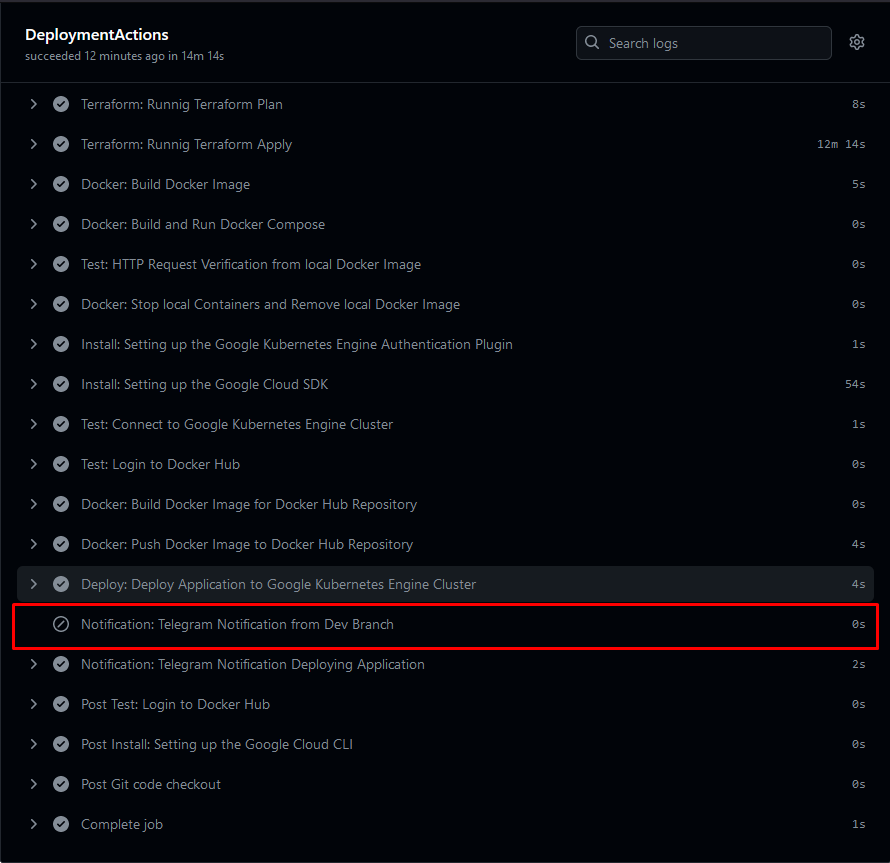 DeploymentActions
succeeded 12 minutes ago in 14m 14s
Search logs
Terraform: Runnig Terraform Plan 8s
Terraform: Runnig Terraform Apply 12m 14s
Docker: Build Docker Image 5s
Docker: Build and Run Docker Compose 0s
Test: HTTP Request Verification from local Docker Image 0s
Docker: Stop local Containers and Remove local Docker Image 0s
Install: Setting up the Google Kubernetes Engine Authentication Plugin 1s
Install: Setting up the Google Cloud SDK 54s
Test: Connect to Google Kubernetes Engine Cluster 1s
Test: Login to Docker Hub 0s
Docker: Build Docker Image for Docker Hub Repository 0s
Docker: Push Docker Image to Docker Hub Repository 4s
Deploy: Deploy Application to Google Kubernetes Engine Cluster 4s
Notification: Telegram Notification from Dev Branch 0s
Notification: Telegram Notification Deploying Application 2s
Post Test: Login to Docker Hub 0s
Post Install: Setting up the Google Cloud CLI 0s
Post Git code checkout 0s
Complete job 1s